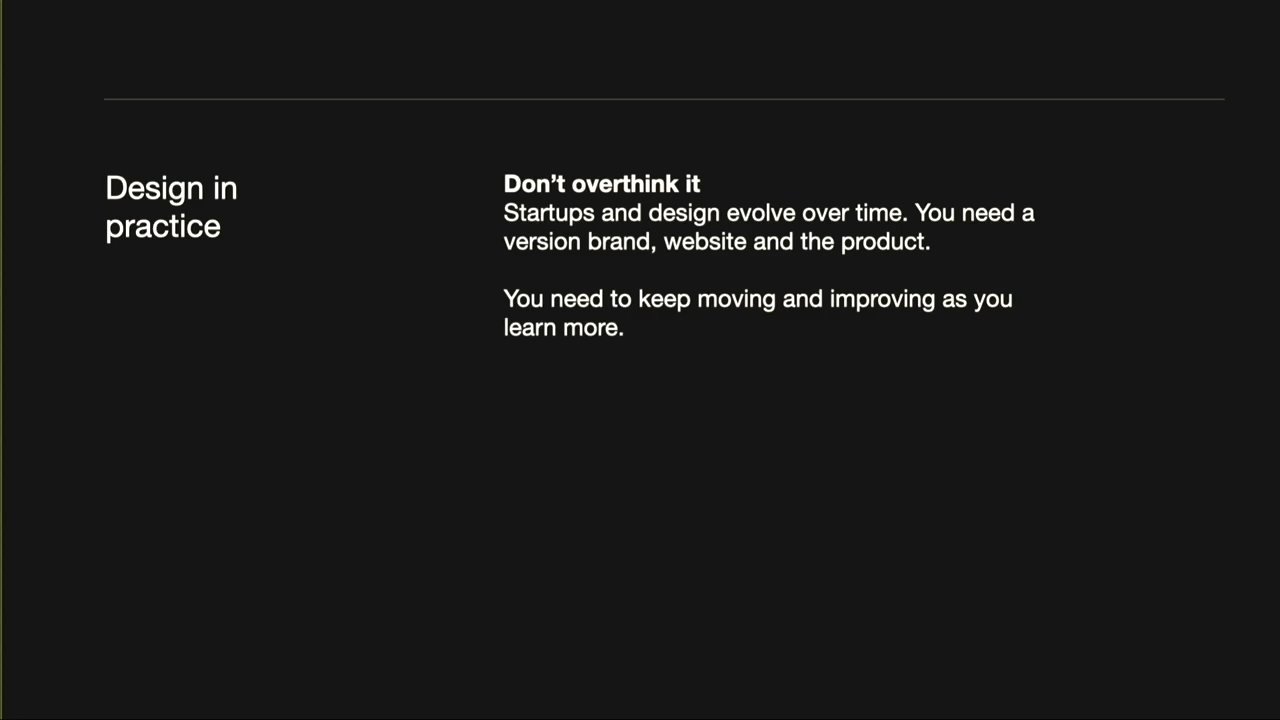 Design in
practice
Don’t overthink it
Startups and design evolve over time. You need a
version brand, website and the product.
You need to keep moving and improving as you
learn more.